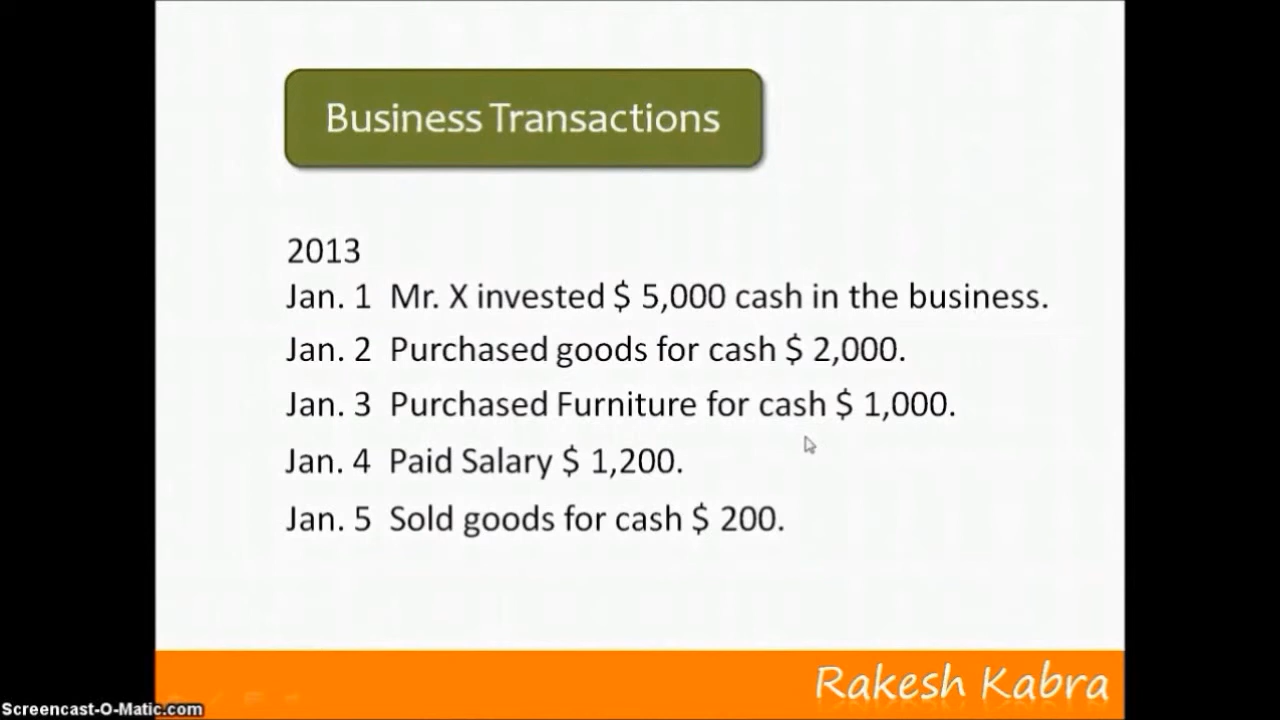 Business Transactions
2013
Jan. 1 Mr. X invested $ 5,000 cash in the business.
Jan. 2 Purchased goods for cash $ 2,000.
Jan. 3 Purchased Furniture for cash $ 1,000.
Jan. 4 Paid Salary $ 1,200.
Jan. 5 Sold goods for cash $ 200.
Rakesh Kabra
Screencast-O-Matic.com